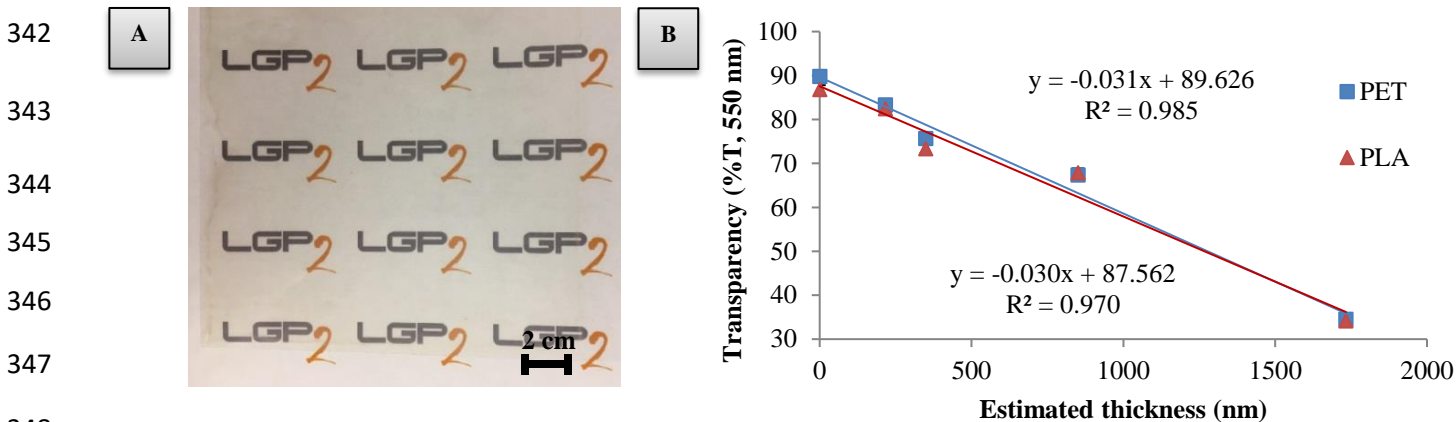 342
343
344
345
346
347
A
LGP2 LGP2 LGP2
LGP2 LGP2 LGP2
LGP2 LGP2 LGP2
LGP2 LGP2 LGP2
2 cm
B
Transparency (%T, 550 nm)
100
90
80
70
60
50
40
30
y = -0.031x + 89.626
R² = 0.985
y = -0.030x + 87.562
R² = 0.970
PET
PLA
0 500 1000 1500 2000
Estimated thickness (nm)